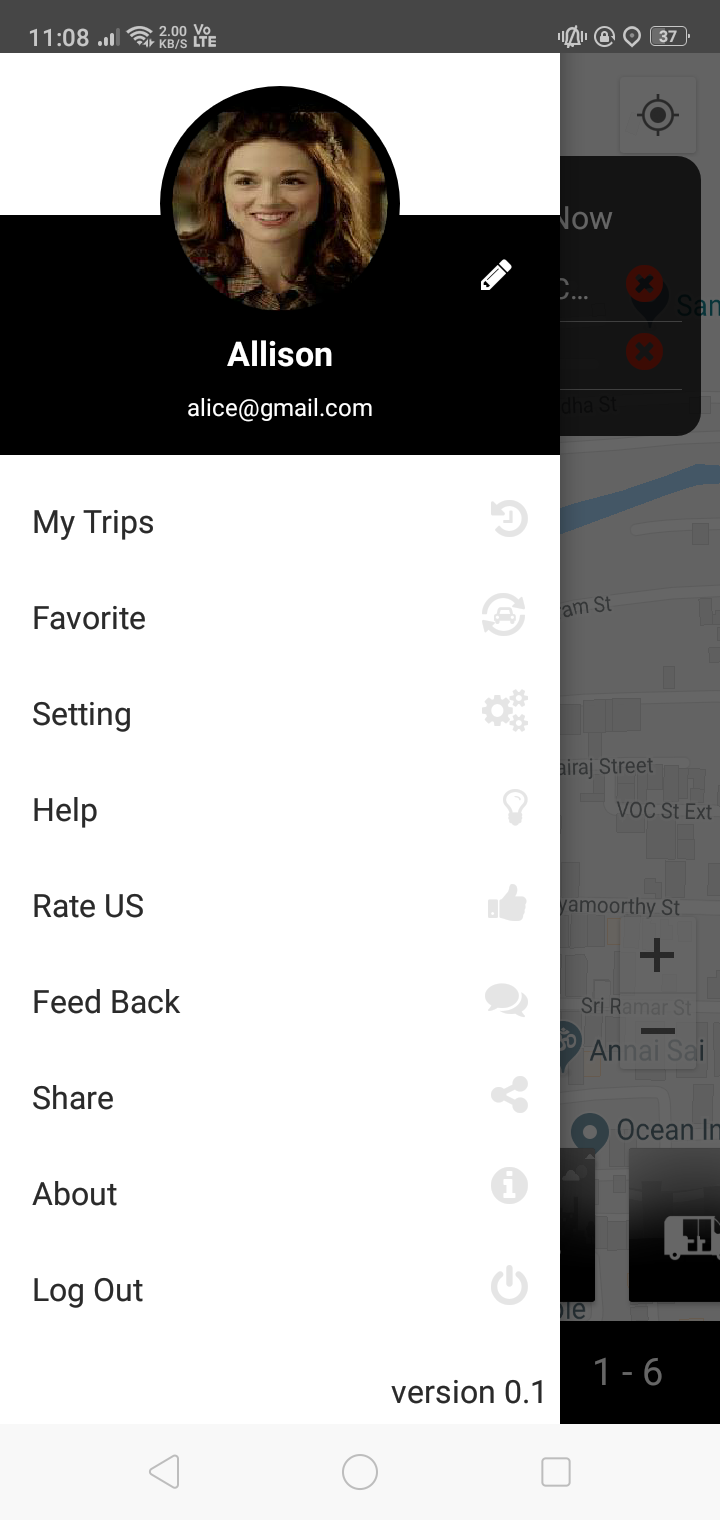 11:08
2.00
KB/S
Vo
LTE
37
Now
C...
San
dha St
Allison
alice@gmail.com
My Trips
Favorite
am St
Setting
airaj Street
Help
VOC St Ext
Rate US
yamoorthy St
Feed Back
Sri Ramar St
Annai Sai
Share
Ocean In
About
Log Out
ple
1 - 6
version 0.1